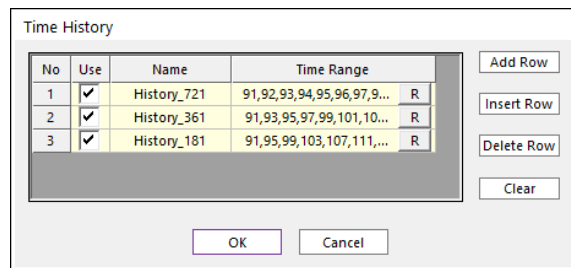 Time History
No Use Name Time Range
1 History_721 91,92,93,94,95,96,97,9... R
2 History_361 91,93,95,97,99,101,10... R
3 History_181 91,95,99,103,107,111,... R
Add Row
Insert Row
Delete Row
Clear
OK Cancel